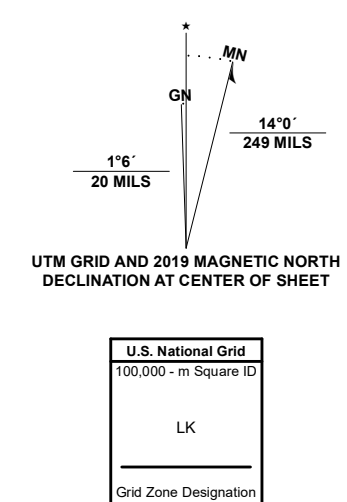 ★
MN
GN
14°0´
249 MILS
1°6´
20 MILS
UTM GRID AND 2019 MAGNETIC NORTH
DECLINATION AT CENTER OF SHEET
U.S. National Grid
100,000 - m Square ID
LK
Grid Zone Designation